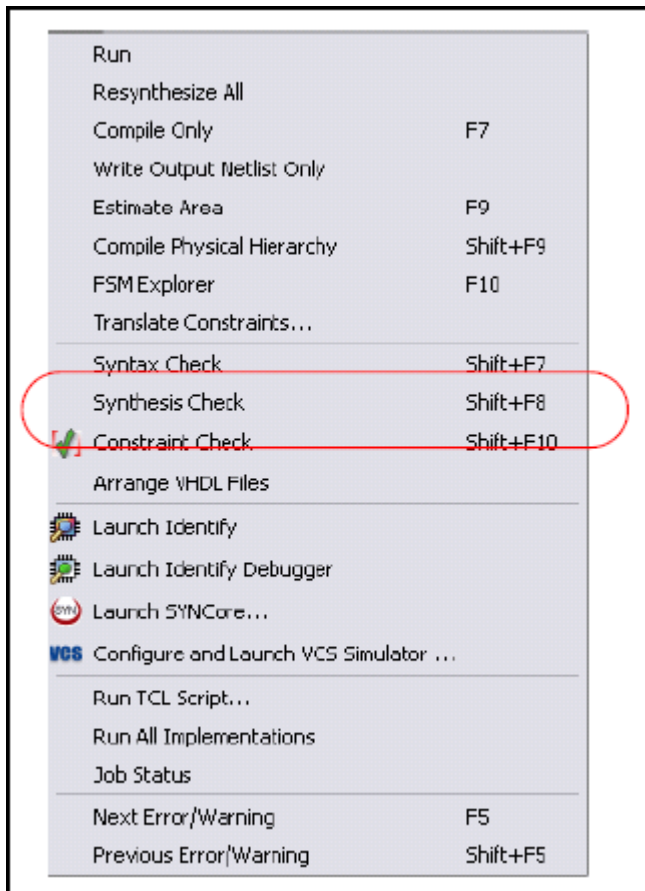 Run
Resynthesize All
Compile Only F7
Write Output Netlist Only
Estimate Area F9
Compile Physical Hierarchy Shift+F9
FSM Explorer F10
Translate Constraints...
Syntax Check Shift+F7
Synthesis Check Shift+F8
Constraint Check Shift+F10
Arrange VHDL Files
Launch Identify
Launch Identify Debugger
SYN Launch SYNCore...
VCS Configure and Launch VCS Simulator ...
Run TCL Script...
Run All Implementations
Job Status
Next Error/Warning F5
Previous Error/Warning Shift+F5